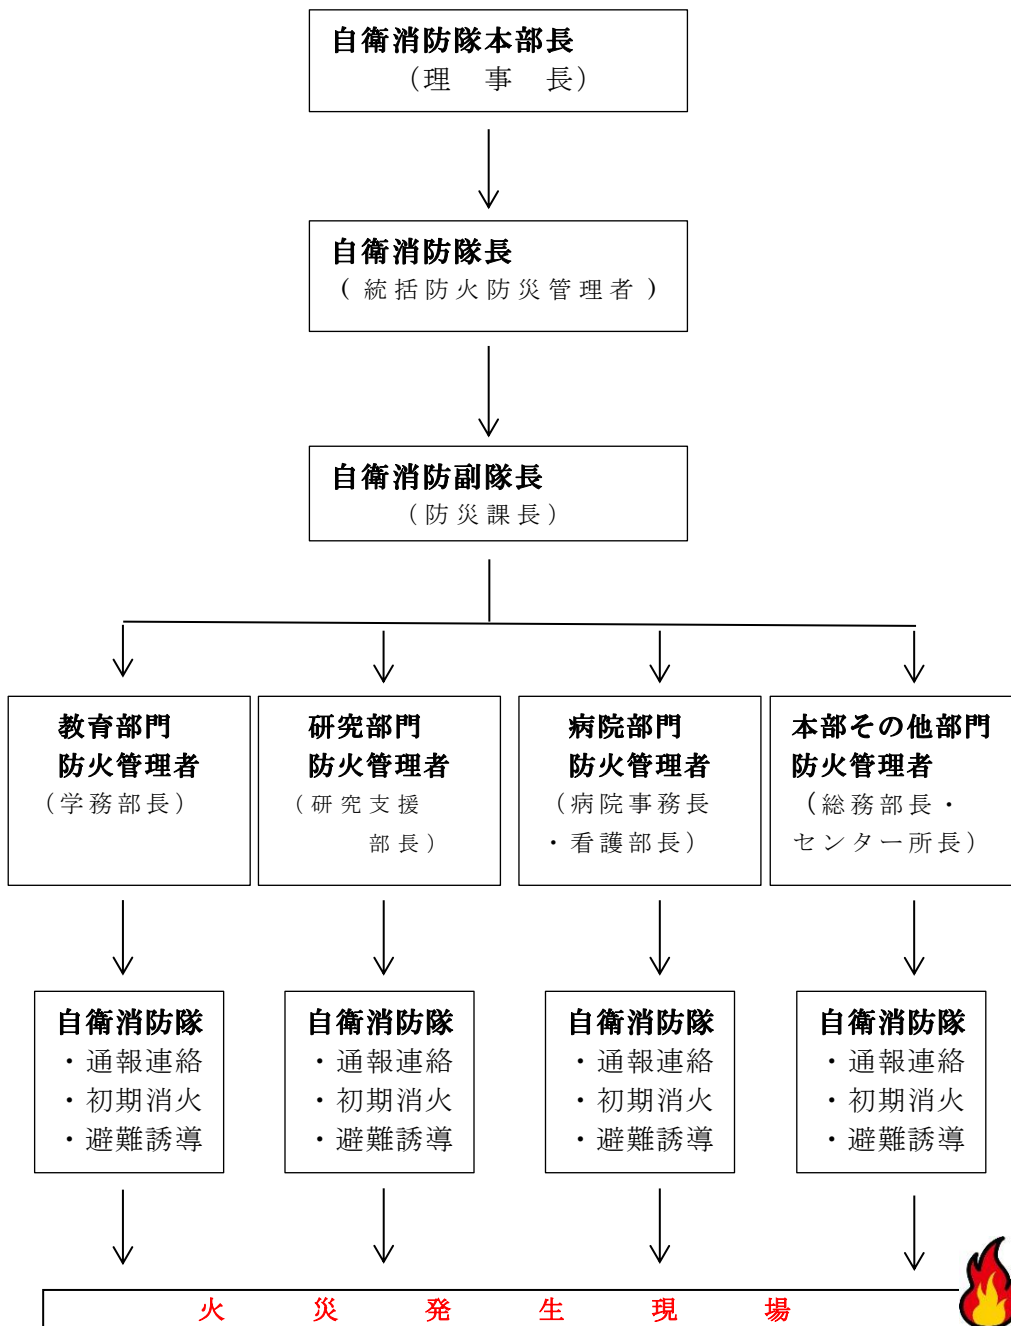 自衛消防隊本部長
（理　事　長）
自衛消防隊長
（統括防火防災管理者）
自衛消防副隊長
（防災課長）
教育部門
防火管理者
（学務部長）
研究部門
防火管理者
（研究支援
部長）
病院部門
防火管理者
（病院事務長
・看護部長）
本部その他部門
防火管理者
（総務部長・
センター所長）
自衛消防隊
・通報連絡
・初期消火
・避難誘導
自衛消防隊
・通報連絡
・初期消火
・避難誘導
自衛消防隊
・通報連絡
・初期消火
・避難誘導
自衛消防隊
・通報連絡
・初期消火
・避難誘導
火　災　発　生　現　場